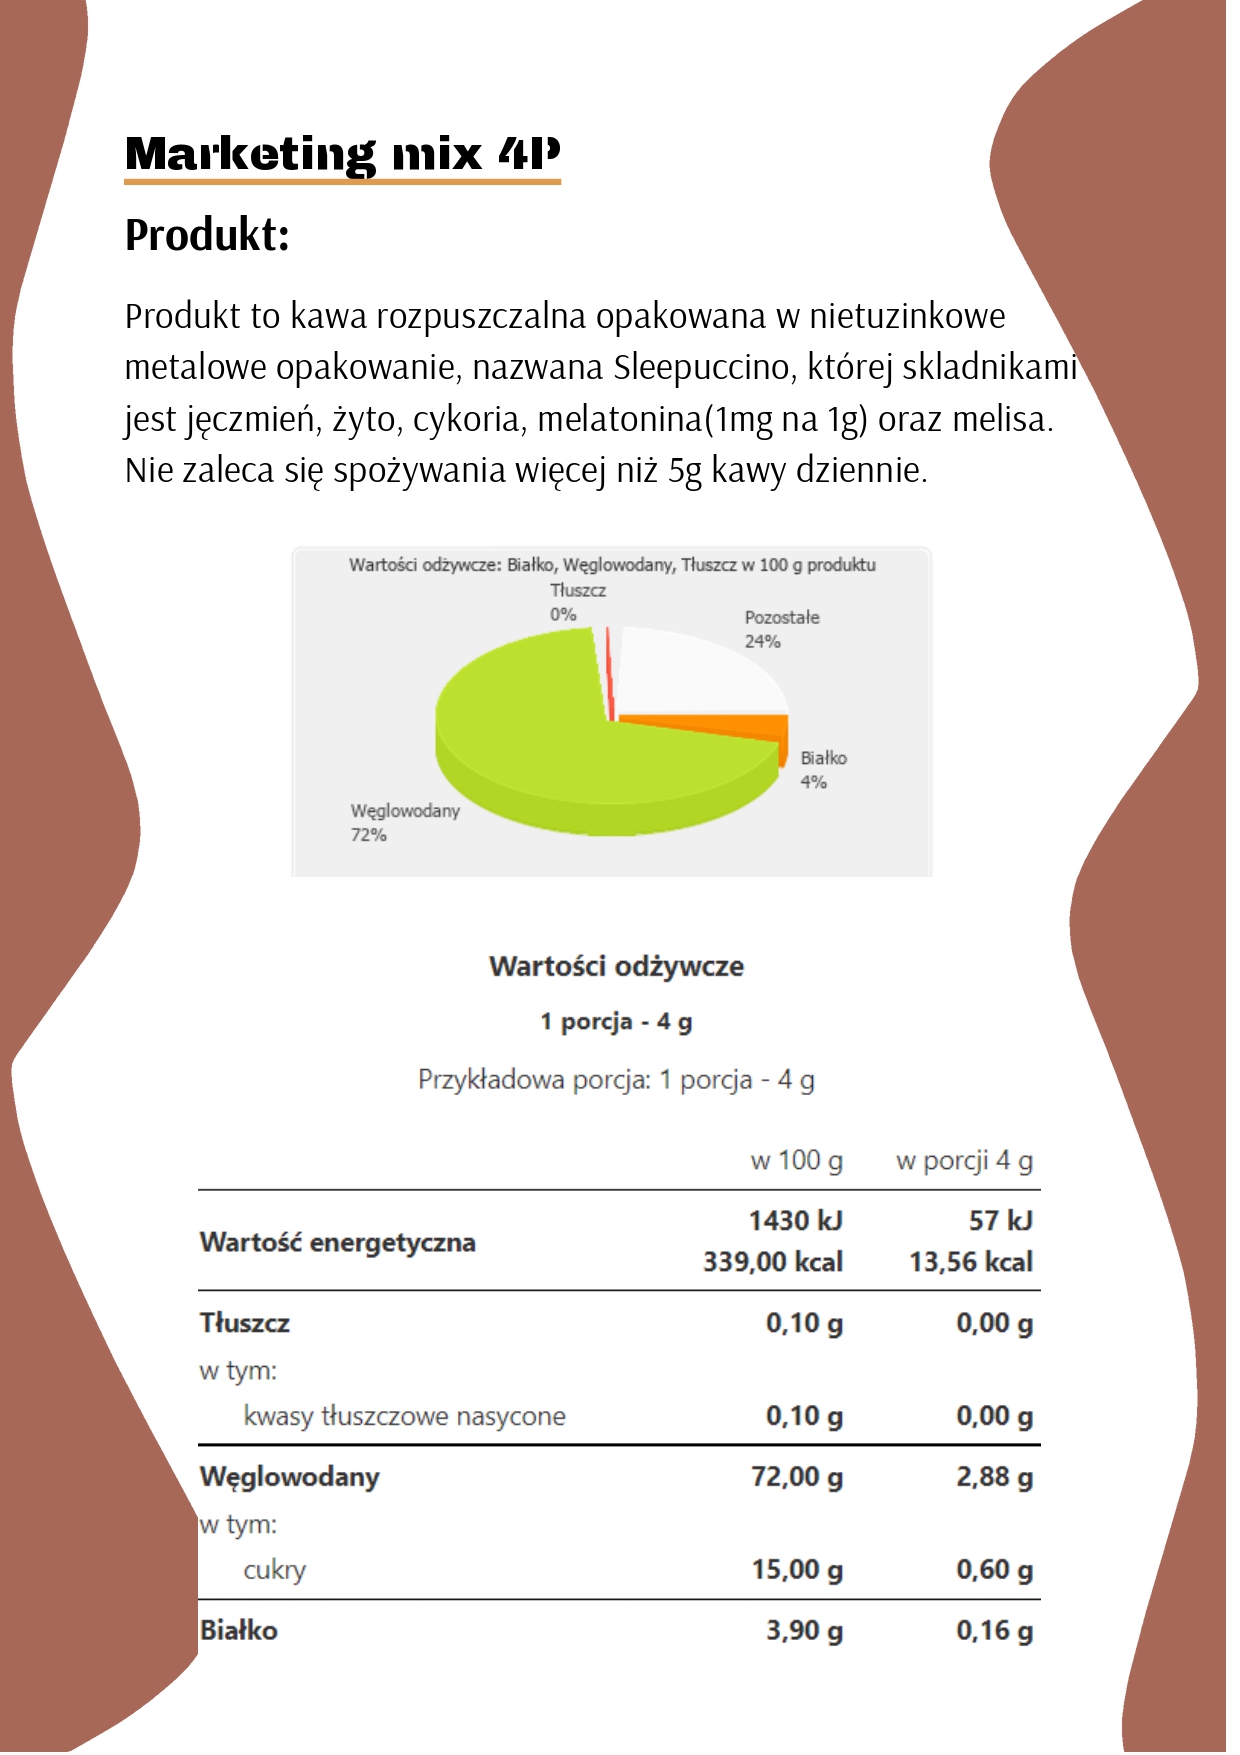 Marketing mix 4P
Produkt:
Produkt to kawa rozpuszczalna opakowana w nietuzinkowe
metalowe opakowanie, nazwana Sleepuccino, której skladnikami
jest jęczmień, żyto, cykoria, melatonina(1mg na 1g) oraz melisa.
Nie zaleca się spożywania więcej niż 5g kawy dziennie.
Wartości odżywcze: Białko, Węglowodany, Tłuszcz w 100 g produktu
Tłuszcz
0%
Pozostałe
24%
Białko
4%
Węglowodany
72%
Wartości odżywcze
1 porcja - 4 g
Przykładowa porcja: 1 porcja - 4 g
w 100 g w porcji 4 g
Wartość energetyczna 1430 kJ 57 kJ
339,00 kcal 13,56 kcal
Tłuszcz 0,10 g 0,00 g
w tym:
kwasy tłuszczowe nasycone 0,10 g 0,00 g
Węglowodany 72,00 g 2,88 g
w tym:
cukry 15,00 g 0,60 g
Białko 3,90 g 0,16 g